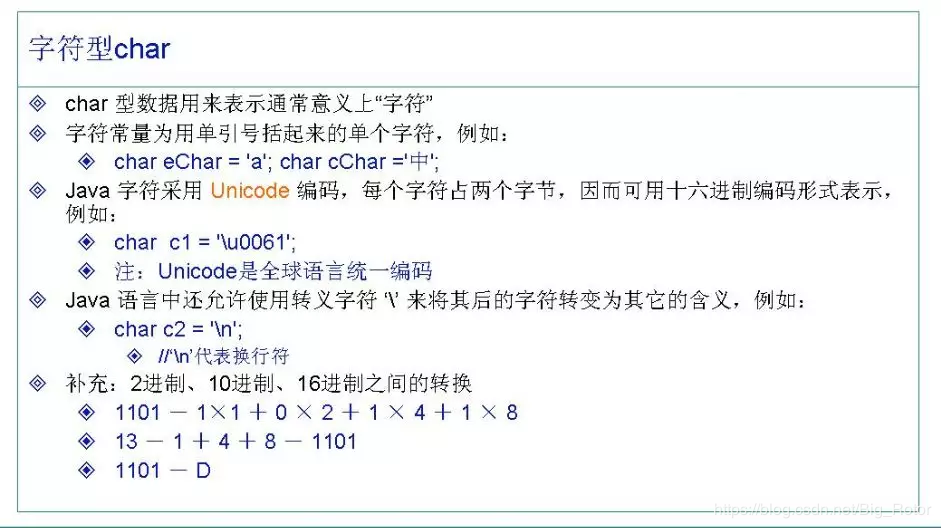 字符型char
char 型数据用来表示通常意义上“字符”
字符常量为用单引号括起来的单个字符，例如：
char eChar = 'a'; char cChar ='中';
Java 字符采用 Unicode 编码，每个字符占两个字节，因而可用十六进制编码形式表示，
例如：
char  c1 = '\u0061';
注：Unicode是全球语言统一编码
Java 语言中还允许使用转义字符 '\' 来将其后的字符转变为其它的含义，例如：
char c2 = '\n';
//‘\n’代表换行符
补充：2进制、10进制、16进制之间的转换
1101 － 1×1＋0 × 2＋1 × 4＋1 × 8
13 － 1＋4＋8－1101
1101 － D
https://blog.csdn.net/Big_Rotor